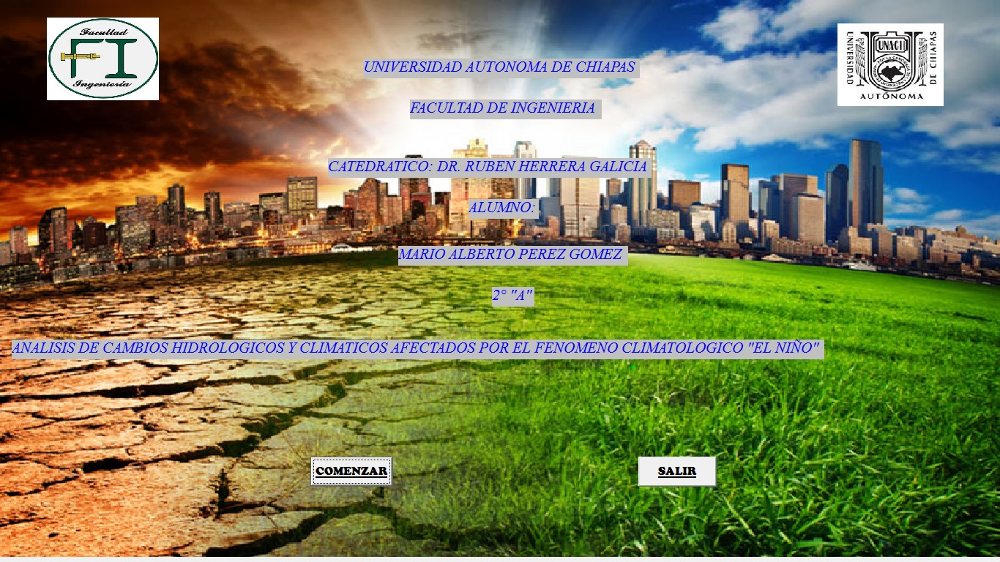 Facultad
FI
Ingeniería
UNIVERSIDAD
UNACH
DE CHIAPAS
AUTÓNOMA
UNIVERSIDAD AUTONOMA DE CHIAPAS
FACULTAD DE INGENIERIA
CATEDRATICO: DR. RUBEN HERRERA GALICIA
ALUMNO:
MARIO ALBERTO PEREZ GOMEZ
2° "A"
ANALISIS DE CAMBIOS HIDROLOGICOS Y CLIMATICOS AFECTADOS POR EL FENOMENO CLIMATOLOGICO "EL NIÑO"
COMENZAR
SALIR